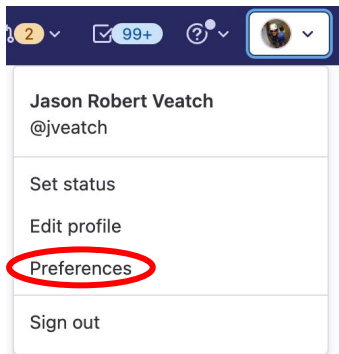 2
99+
Jason Robert Veatch
@jveatch
Set status
Edit profile
Preferences
Sign out